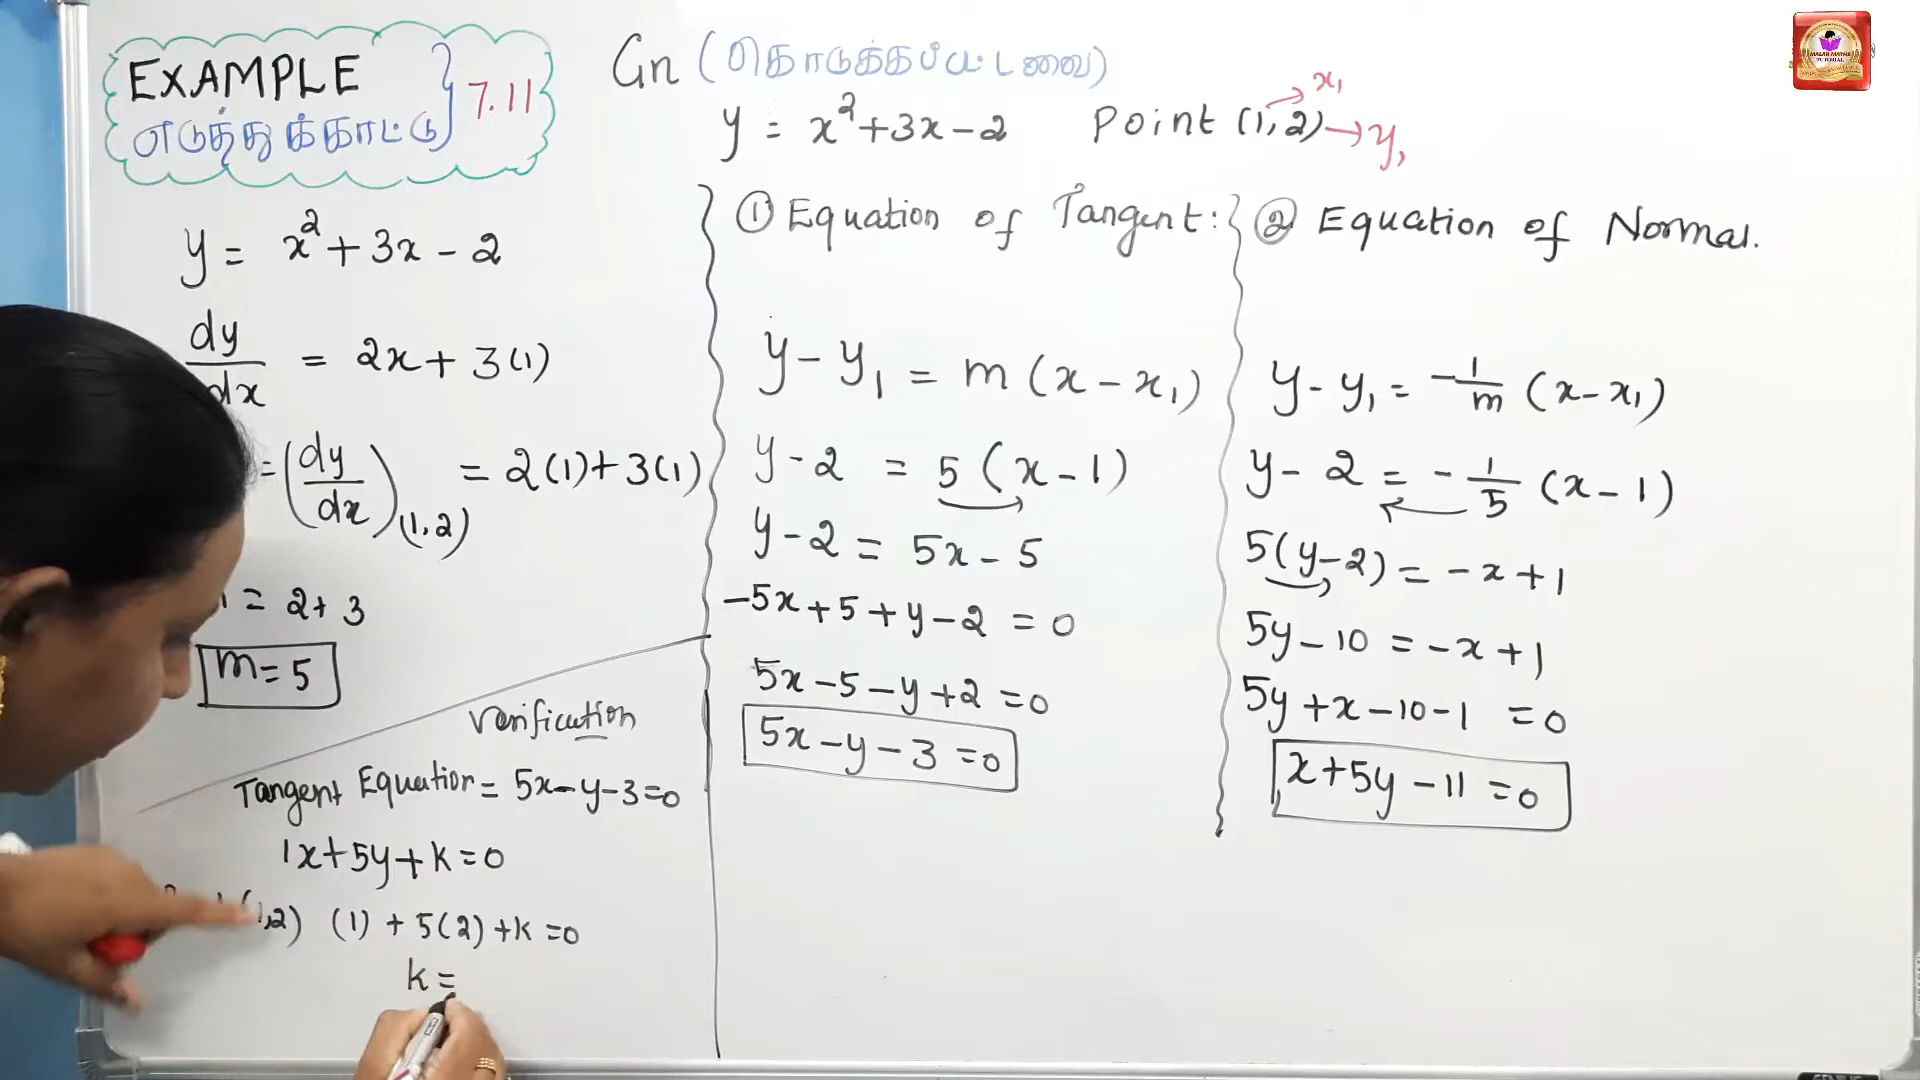 EXAMPLE
எடுத்துக்காட்டு } 7.11
Gn (கொடுக்கப்பட்டவை)
y = x² + 3x - 2 Point (1, 2) → y₁
x₁
y = x² + 3x - 2
dy/dx = 2x + 3(1)
= (dy/dx)(1,2) = 2(1) + 3(1)
= 2 + 3
m = 5
Verification
Tangent Equation = 5x - y - 3 = 0
1x + 5y + k = 0
,2) (1) + 5(2) + k = 0
k =
① Equation of Tangent:
y - y₁ = m (x - x₁)
y - 2 = 5 (x - 1)
y - 2 = 5x - 5
-5x + 5 + y - 2 = 0
5x - 5 - y + 2 = 0
5x - y - 3 = 0
② Equation of Normal.
y - y₁ = -1/m (x - x₁)
y - 2 = -1/5 (x - 1)
5(y - 2) = -x + 1
5y - 10 = -x + 1
5y + x - 10 - 1 = 0
x + 5y - 11 = 0
MALAR MATHS
TUTORIAL